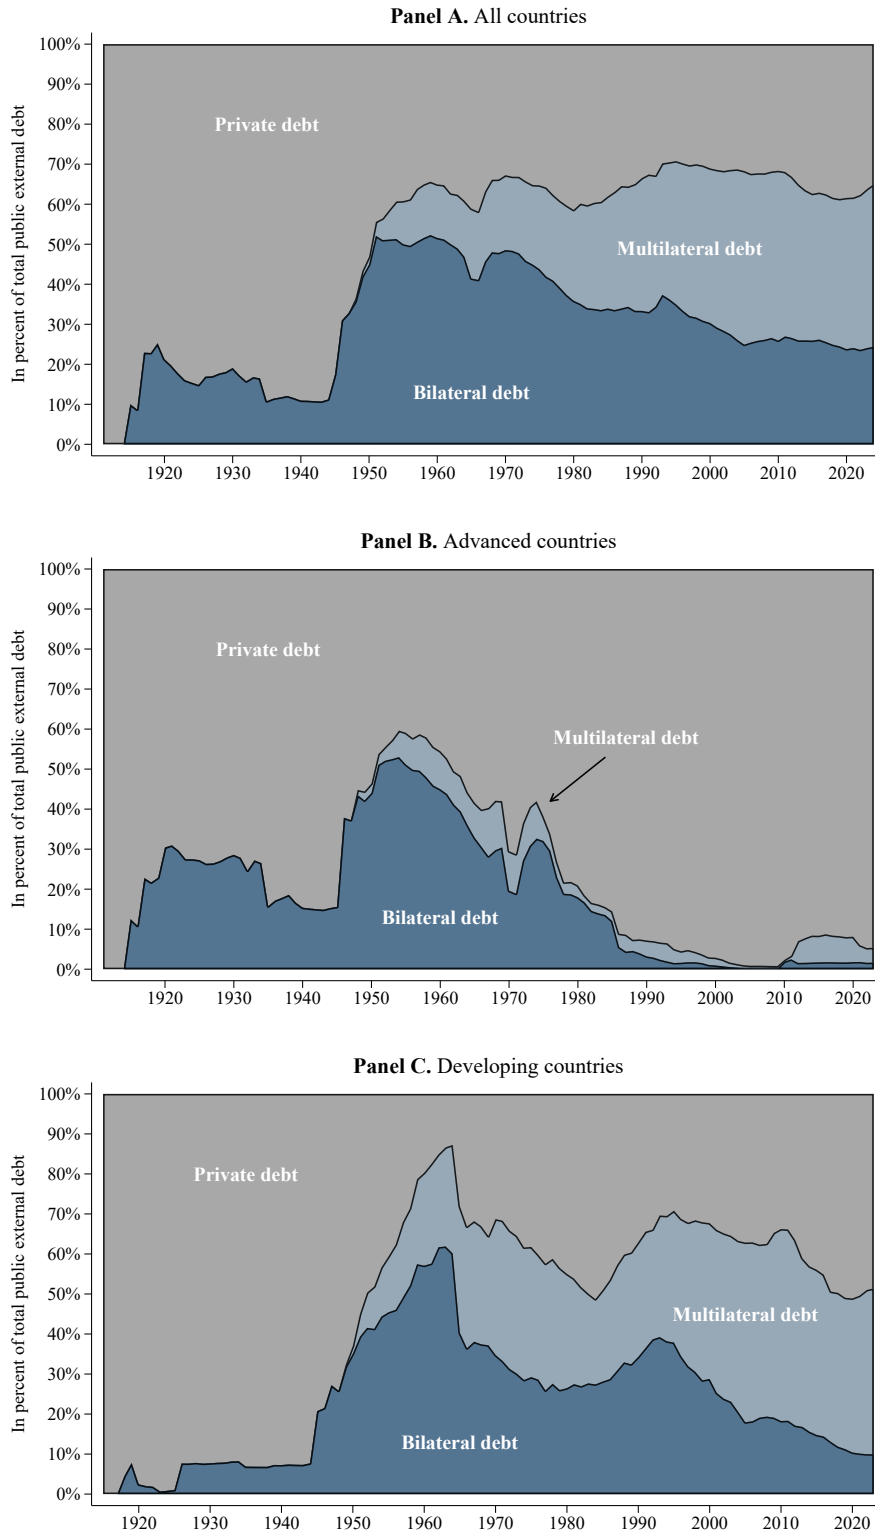 Panel A. All countries
In percent of total public external debt
100%
90%
80%
70%
60%
50%
40%
30%
20%
10%
0%
Private debt
Multilateral debt
Bilateral debt
1920 1930 1940 1950 1960 1970 1980 1990 2000 2010 2020
Panel B. Advanced countries
In percent of total public external debt
100%
90%
80%
70%
60%
50%
40%
30%
20%
10%
0%
Private debt
Multilateral debt
Bilateral debt
1920 1930 1940 1950 1960 1970 1980 1990 2000 2010 2020
Panel C. Developing countries
In percent of total public external debt
100%
90%
80%
70%
60%
50%
40%
30%
20%
10%
0%
Private debt
Multilateral debt
Bilateral debt
1920 1930 1940 1950 1960 1970 1980 1990 2000 2010 2020